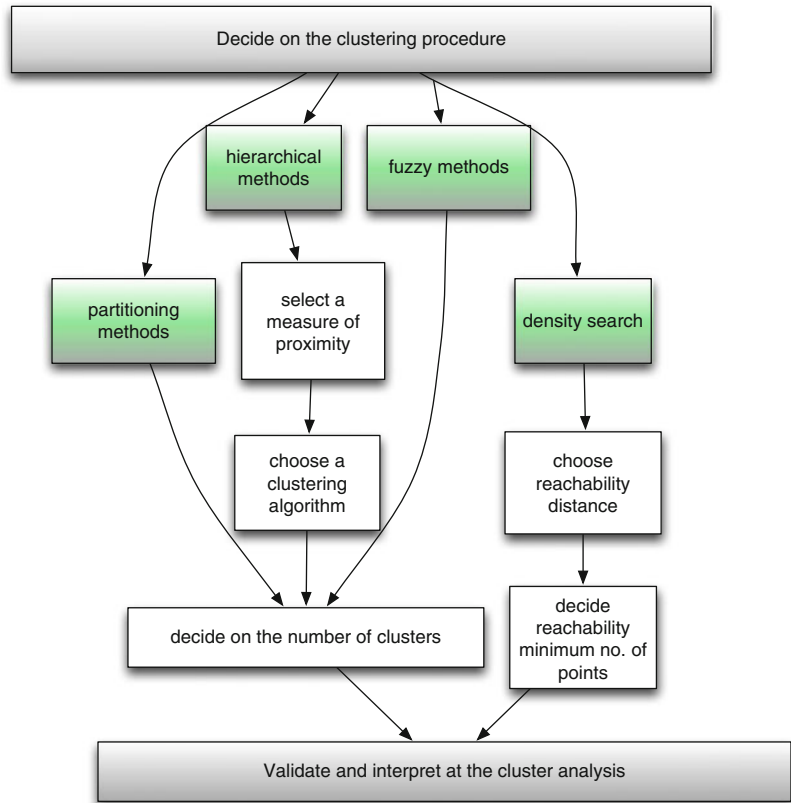 Decide on the clustering procedure
hierarchical
methods
fuzzy methods
partitioning
methods
select a
measure of
proximity
density search
choose a
clustering
algorithm
choose
reachability
distance
decide on the number of clusters
decide
reachability
minimum no. of
points
Validate and interpret at the cluster analysis